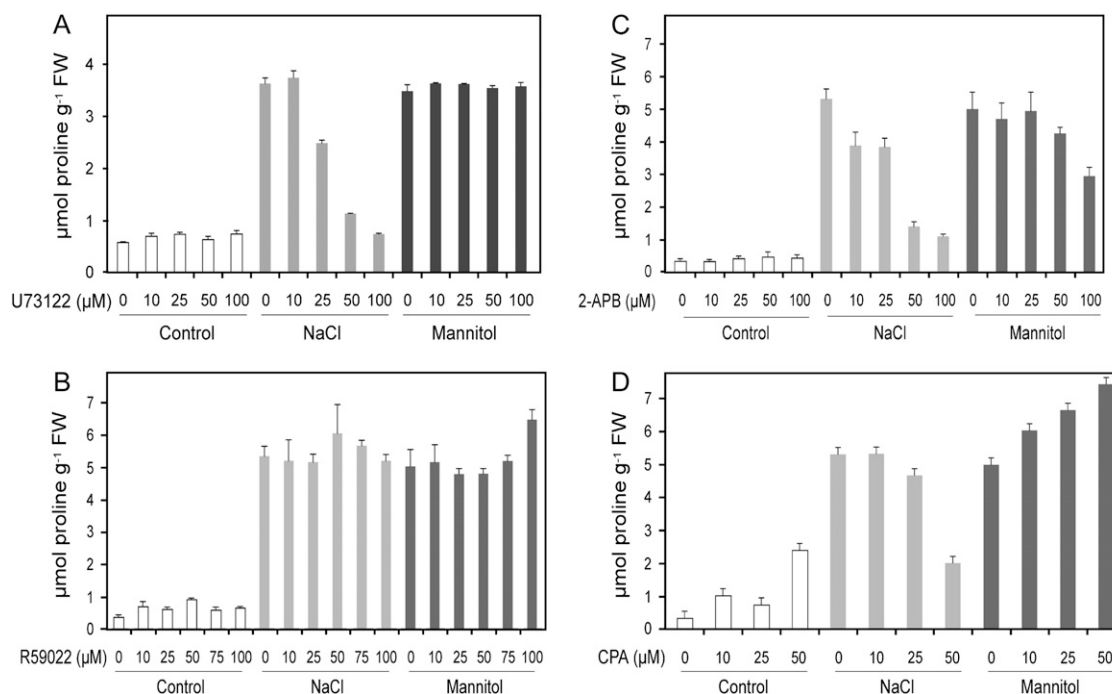 A
μmol proline g⁻¹ FW
4
3
2
1
0
U73122 (μM) 0 10 25 50 100 0 10 25 50 100 0 10 25 50 100
Control NaCl Mannitol
C
μmol proline g⁻¹ FW
7
6
5
4
3
2
1
0
2-APB (μM) 0 10 25 50 100 0 10 25 50 100 0 10 25 50 100
Control NaCl Mannitol
B
μmol proline g⁻¹ FW
7
6
5
4
3
2
1
0
R59022 (μM) 0 10 25 50 75 100 0 10 25 50 75 100 0 10 25 50 75 100
Control NaCl Mannitol
D
μmol proline g⁻¹ FW
7
6
5
4
3
2
1
0
CPA (μM) 0 10 25 50 0 10 25 50 0 10 25 50
Control NaCl Mannitol